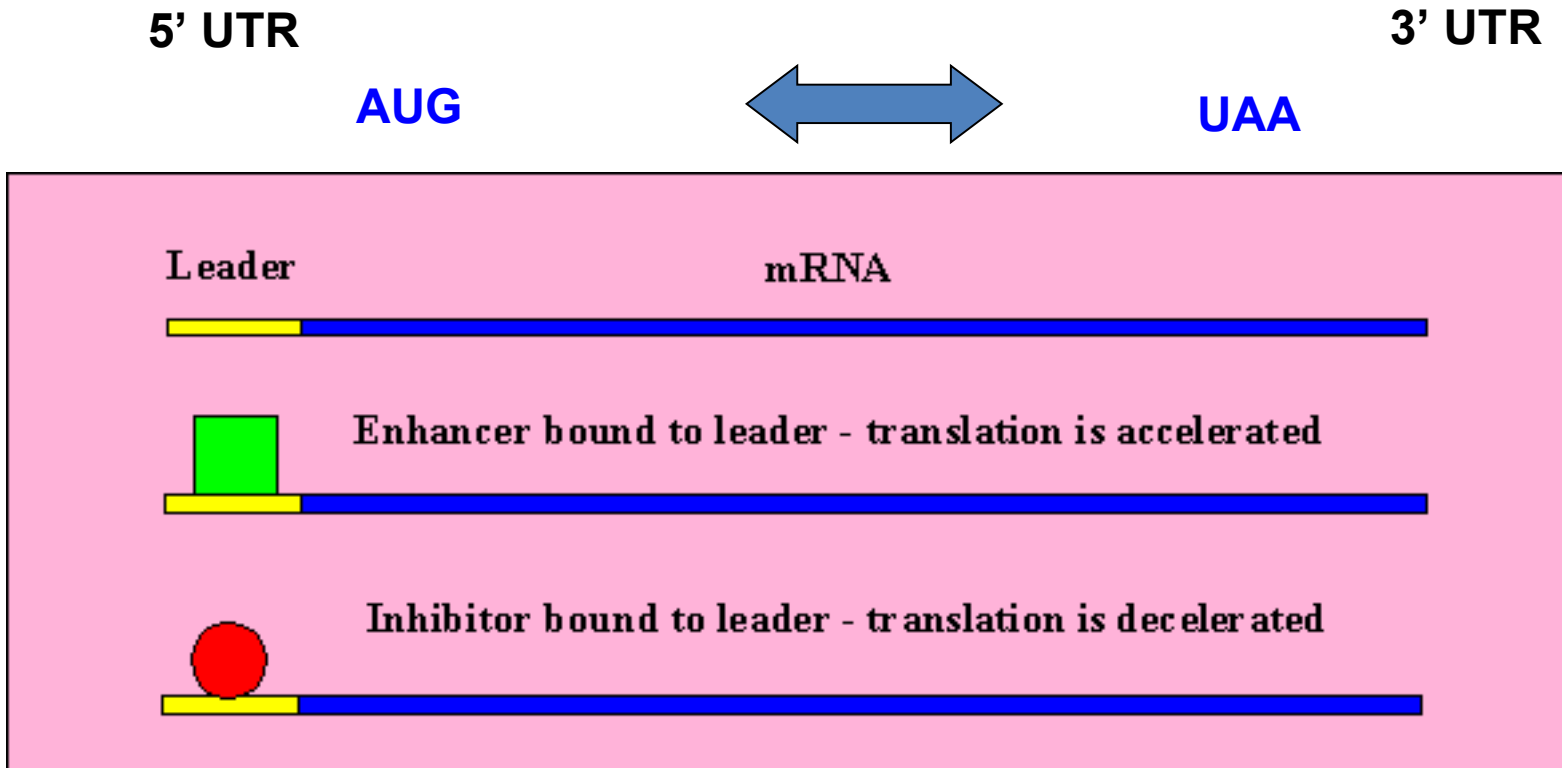 5’ UTR 3’ UTR
AUG UAA
Leader mRNA
Enhancer bound to leader - translation is accelerated
Inhibitor bound to leader - translation is decelerated